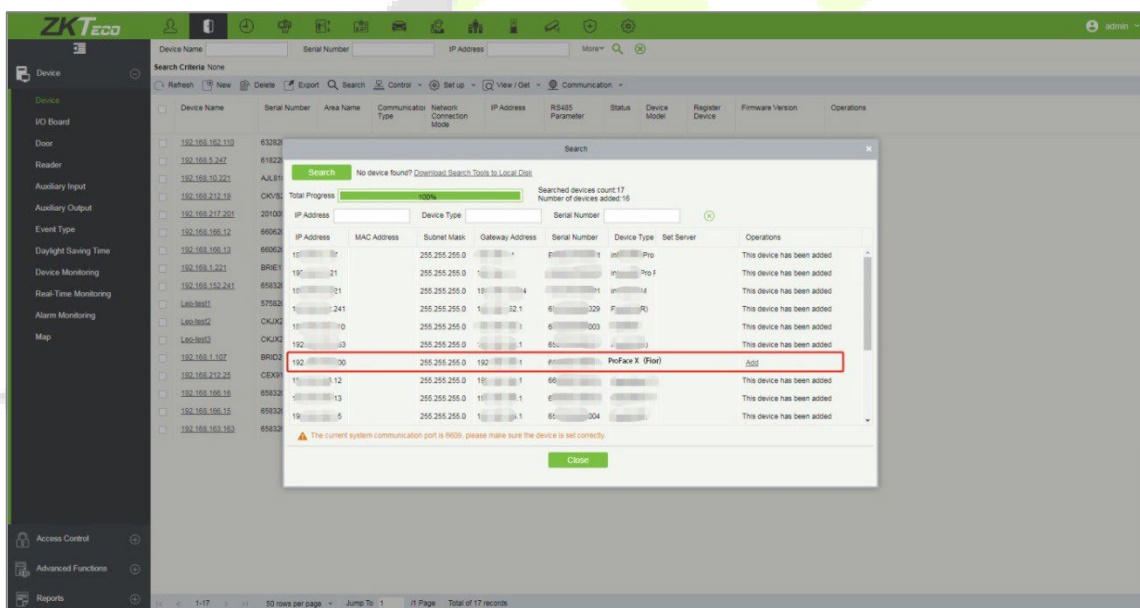 ZKTeco
admin
Device Name Serial Number IP Address More
Search Criteria None
Device
Refresh New Delete Export Search Control Set up View / Get Communication
Device
I/O Board
Door
Reader
Auxiliary Input
Auxiliary Output
Event Type
Daylight Saving Time
Device Monitoring
Real-Time Monitoring
Alarm Monitoring
Map
Access Control
Advanced Functions
Reports
Device Name Serial Number Area Name Communication Type Network Connection Mode IP Address RS485 Parameter Status Device Model Register Device Firmware Version Operations
192.168.162.110
192.168.5.247
192.168.10.221
192.168.212.19
192.168.217.201
192.168.166.12
192.168.166.13
192.168.1.221
192.168.152.241
Leo-test1
Leo-test2
Leo-test3
192.168.1.107
192.168.212.25
192.168.166.16
192.168.166.15
192.168.163.163
Search
Search No device found? Download Search Tools to Local Disk
Total Progress 100% Searched devices count:17
Number of devices added:16
IP Address Device Type Serial Number
IP Address MAC Address Subnet Mask Gateway Address Serial Number Device Type Set Server Operations
255.255.255.0 Pro This device has been added
255.255.255.0 This device has been added
255.255.255.0 This device has been added
255.255.255.0 This device has been added
255.255.255.0 This device has been added
255.255.255.0 This device has been added
255.255.255.0 ProFace X (Fior) Add
255.255.255.0 This device has been added
255.255.255.0 This device has been added
255.255.255.0 This device has been added
The current system communication port is 6609, please make sure the device is set correctly.
Close
1-17 50 rows per page Jump To 1 /1 Page Total of 17 records